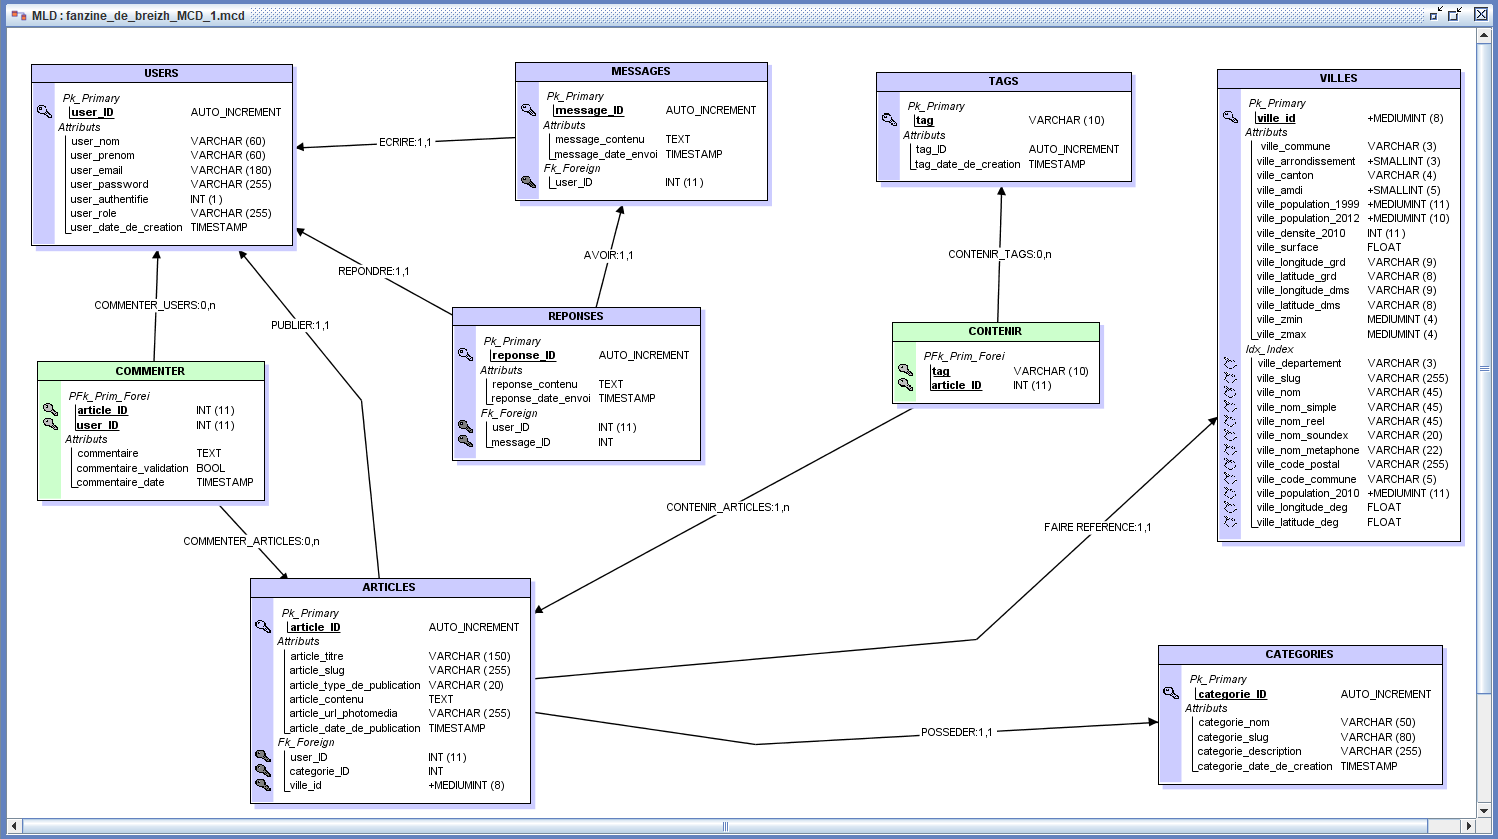 MLD : fanzine_de_breizh_MCD_1.mcd
USERS
Pk_Primary
user_ID AUTO_INCREMENT
Attributs
user_nom VARCHAR (60)
user_prenom VARCHAR (60)
user_email VARCHAR (180)
user_password VARCHAR (255)
user_authentifie INT (1)
user_role VARCHAR (255)
user_date_de_creation TIMESTAMP
ECRIRE:1,1
MESSAGES
Pk_Primary
message_ID AUTO_INCREMENT
Attributs
message_contenu TEXT
message_date_envoi TIMESTAMP
Fk_Foreign
user_ID INT (11)
TAGS
Pk_Primary
tag VARCHAR (10)
Attributs
tag_ID AUTO_INCREMENT
tag_date_de_creation TIMESTAMP
VILLES
Pk_Primary
ville_id +MEDIUMINT (8)
Attributs
ville_commune VARCHAR (3)
ville_arrondissement +SMALLINT (3)
ville_canton VARCHAR (4)
ville_amdi +SMALLINT (5)
ville_population_1999 +MEDIUMINT (11)
ville_population_2012 +MEDIUMINT (10)
ville_densite_2010 INT (11)
ville_surface FLOAT
ville_longitude_grd VARCHAR (9)
ville_latitude_grd VARCHAR (8)
ville_longitude_dms VARCHAR (9)
ville_latitude_dms VARCHAR (8)
ville_zmin MEDIUMINT (4)
ville_zmax MEDIUMINT (4)
Idx_Index
ville_departement VARCHAR (3)
ville_slug VARCHAR (255)
ville_nom VARCHAR (45)
ville_nom_simple VARCHAR (45)
ville_nom_reel VARCHAR (45)
ville_nom_soundex VARCHAR (20)
ville_nom_metaphone VARCHAR (22)
ville_code_postal VARCHAR (255)
ville_code_commune VARCHAR (5)
ville_population_2010 +MEDIUMINT (11)
ville_longitude_deg FLOAT
ville_latitude_deg FLOAT
REPONDRE:1,1
AVOIR:1,1
CONTENIR_TAGS:0,n
COMMENTER_USERS:0,n
PUBLIER:1,1
REPONSES
Pk_Primary
reponse_ID AUTO_INCREMENT
Attributs
reponse_contenu TEXT
reponse_date_envoi TIMESTAMP
Fk_Foreign
user_ID INT (11)
message_ID INT
CONTENIR
PFk_Prim_Forei
tag VARCHAR (10)
article_ID INT (11)
COMMENTER
PFk_Prim_Forei
article_ID INT (11)
user_ID INT (11)
Attributs
commentaire TEXT
commentaire_validation BOOL
commentaire_date TIMESTAMP
CONTENIR_ARTICLES:1,n
FAIRE REFERENCE:1,1
COMMENTER_ARTICLES:0,n
ARTICLES
Pk_Primary
article_ID AUTO_INCREMENT
Attributs
article_titre VARCHAR (150)
article_slug VARCHAR (255)
article_type_de_publication VARCHAR (20)
article_contenu TEXT
article_url_photomedia VARCHAR (255)
article_date_de_publication TIMESTAMP
Fk_Foreign
user_ID INT (11)
categorie_ID INT
ville_id +MEDIUMINT (8)
POSSEDER:1,1
CATEGORIES
Pk_Primary
categorie_ID AUTO_INCREMENT
Attributs
categorie_nom VARCHAR (50)
categorie_slug VARCHAR (80)
categorie_description VARCHAR (255)
categorie_date_de_creation TIMESTAMP